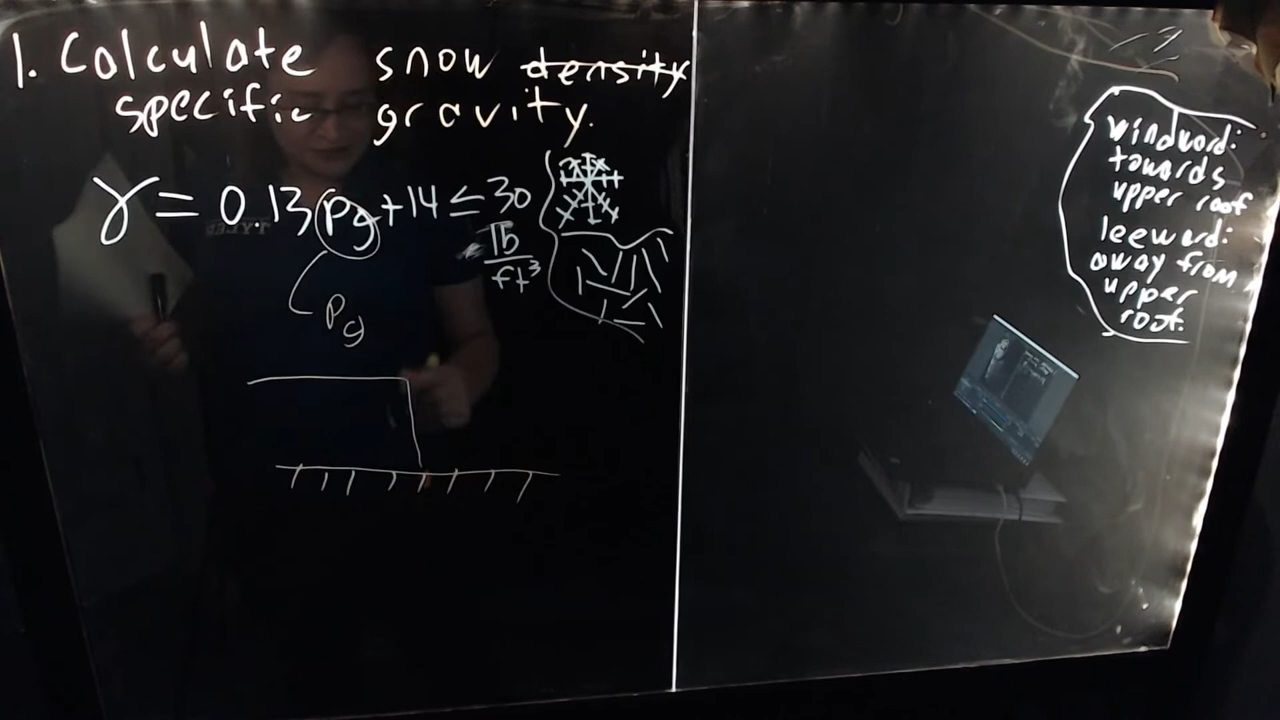 1. Calculate snow density
specific gravity.
γ = 0.13 pg + 14 ≤ 30
lb
ft³
pg
windward:
towards
upper roof
leeward:
away from
upper
roof.